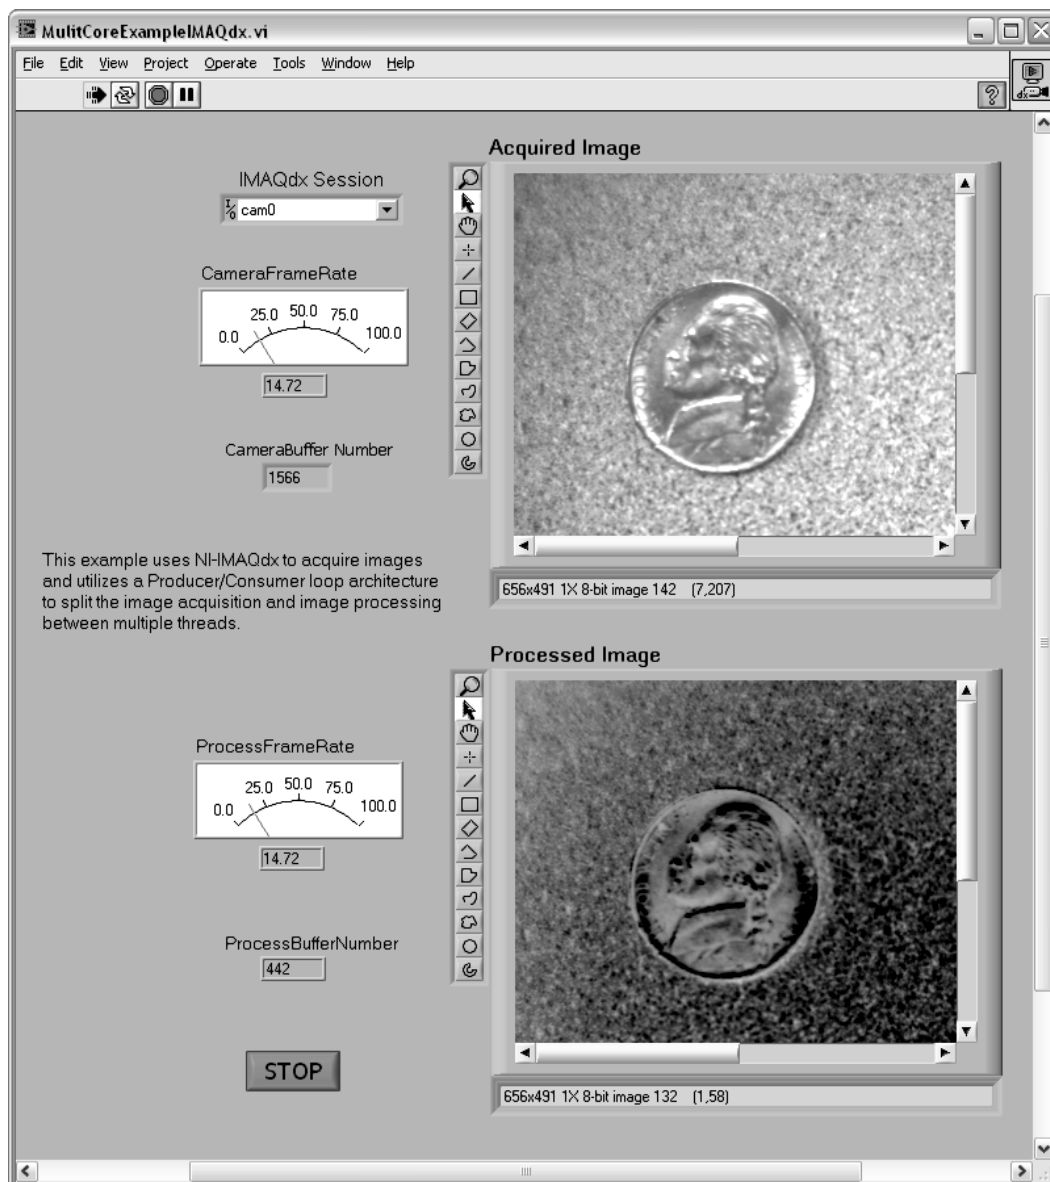 MulitCoreExampleIMAQdx.vi
File Edit View Project Operate Tools Window Help
?
dx
Acquired Image
IMAQdx Session
I/O cam0
CameraFrameRate
0.0 25.0 50.0 75.0 100.0
14.72
CameraBuffer Number
1566
This example uses NI-IMAQdx to acquire images
and utilizes a Producer/Consumer loop architecture
to split the image acquisition and image processing
between multiple threads.
656x491 1X 8-bit image 142 (7,207)
Processed Image
ProcessFrameRate
0.0 25.0 50.0 75.0 100.0
14.72
ProcessBufferNumber
442
STOP
656x491 1X 8-bit image 132 (1,58)